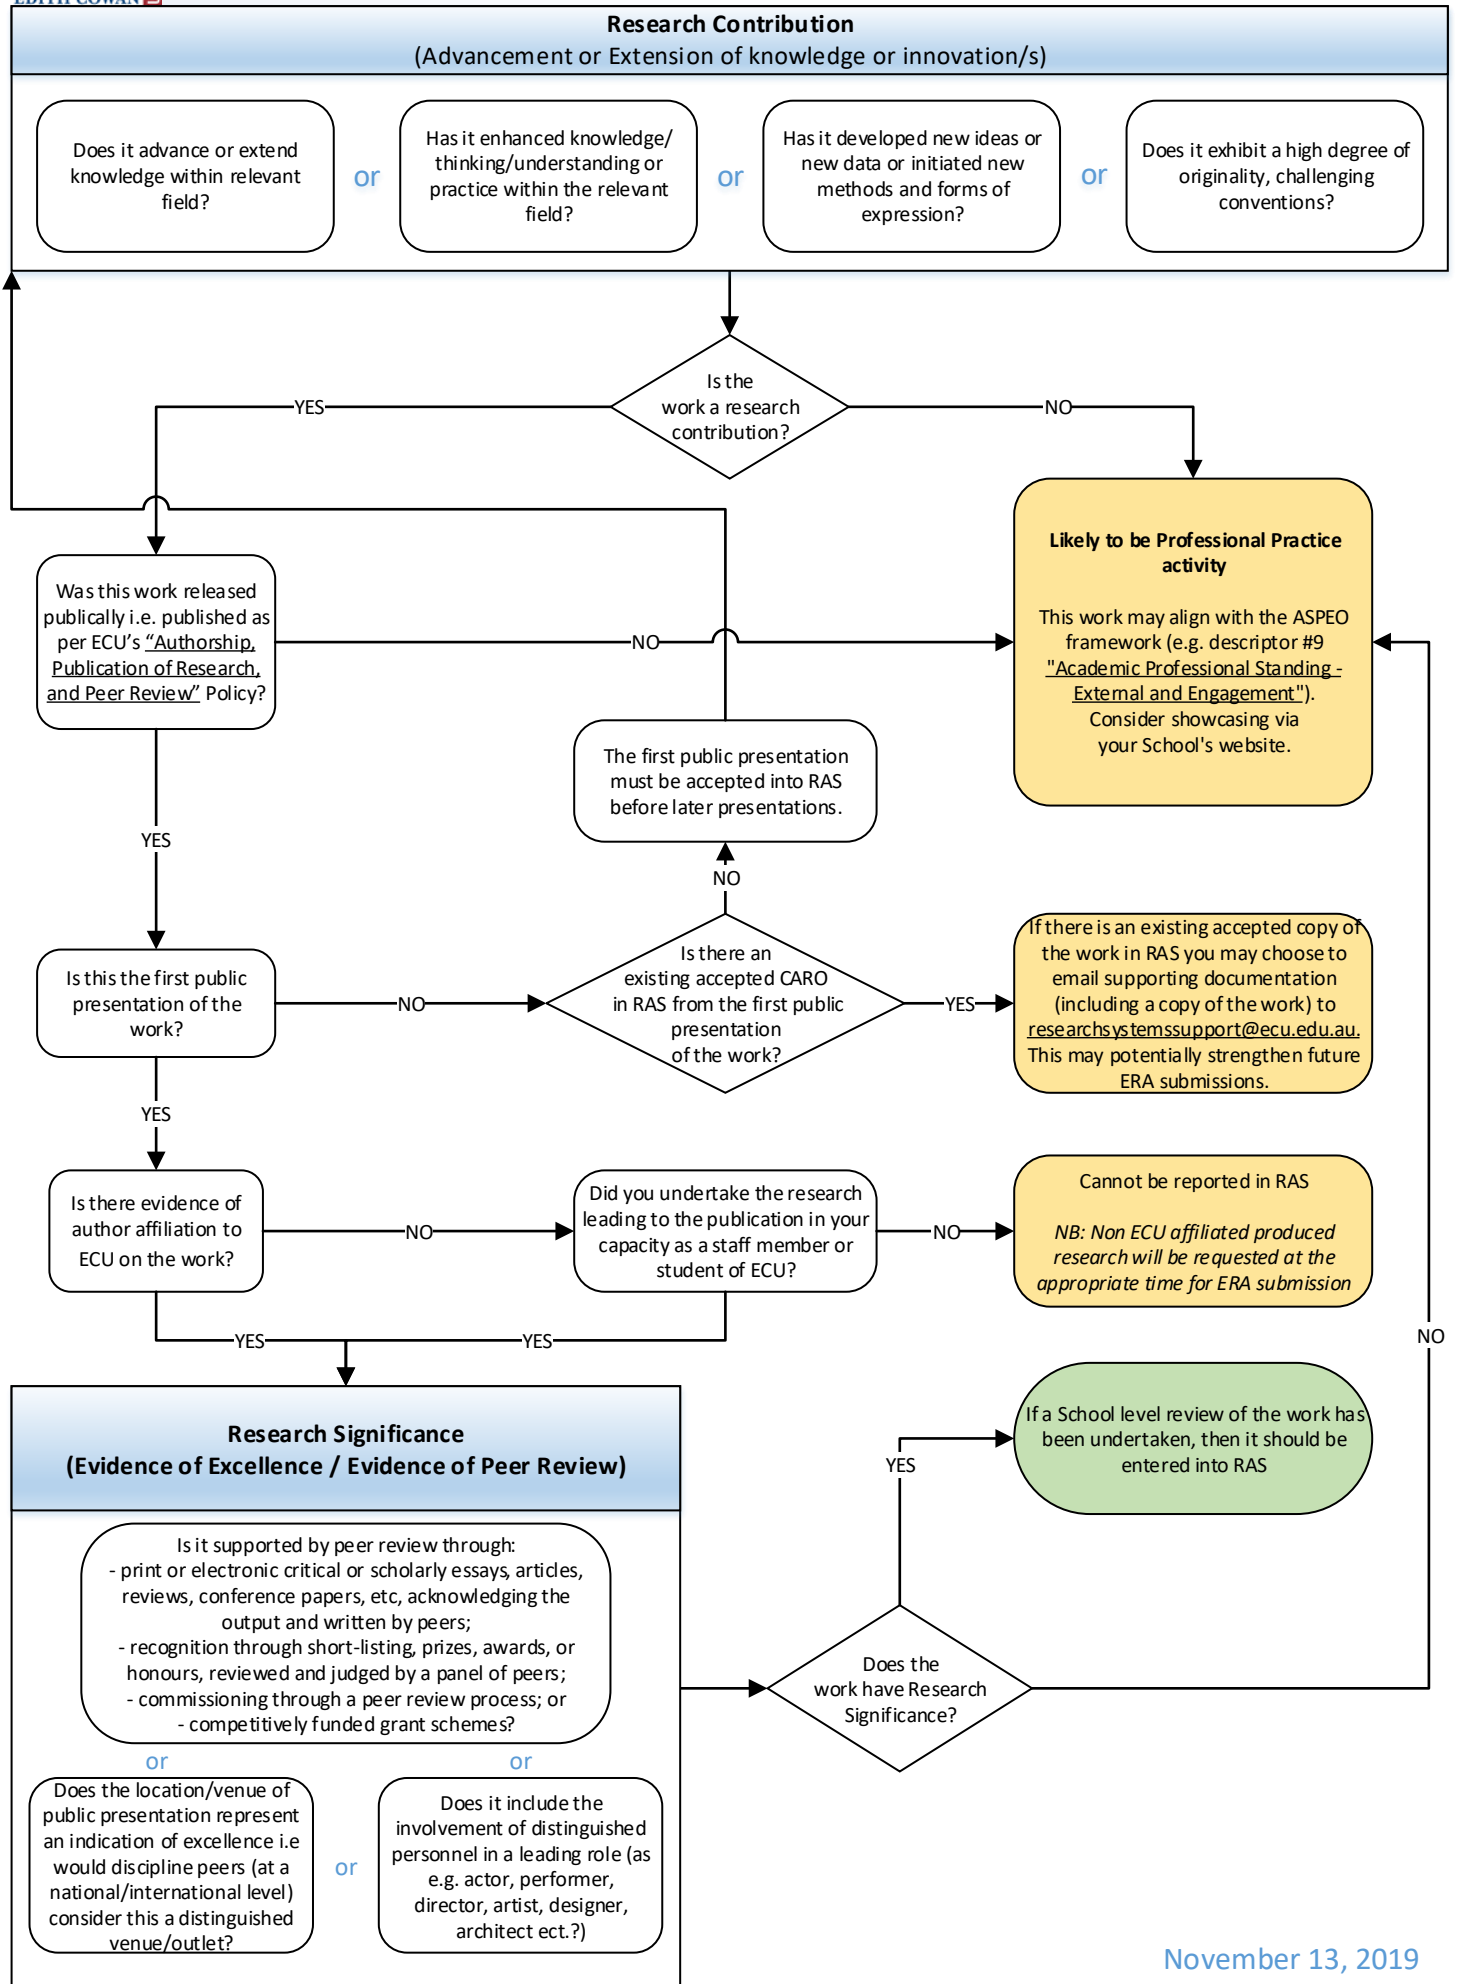 EDITH COWAN
Research Contribution
(Advancement or Extension of knowledge or innovation/s)
Does it advance or extend
knowledge within relevant
field?
or
Has it enhanced knowledge/
thinking/understanding or
practice within the relevant
field?
or
Has it developed new ideas or
new data or initiated new
methods and forms of
expression?
or
Does it exhibit a high degree of
originality, challenging
conventions?
Is the
work a research
contribution?
YES
NO
Likely to be Professional Practice
activity
This work may align with the ASPEO
framework (e.g. descriptor #9
"Academic Professional Standing -
External and Engagement").
Consider showcasing via
your School's website.
Was this work released
publically i.e. published as
per ECU's “Authorship,
Publication of Research,
and Peer Review” Policy?
NO
The first public presentation
must be accepted into RAS
before later presentations.
YES
NO
Is this the first public
presentation of the
work?
NO
Is there an
existing accepted CARO
in RAS from the first public
presentation
of the work?
YES
If there is an existing accepted copy of
the work in RAS you may choose to
email supporting documentation
(including a copy of the work) to
researchsystemssupport@ecu.edu.au.
This may potentially strengthen future
ERA submissions.
YES
Is there evidence of
author affiliation to
ECU on the work?
NO
Did you undertake the research
leading to the publication in your
capacity as a staff member or
student of ECU?
NO
Cannot be reported in RAS
NB: Non ECU affiliated produced
research will be requested at the
appropriate time for ERA submission
YES
YES
NO
Research Significance
(Evidence of Excellence / Evidence of Peer Review)
If a School level review of the work has
been undertaken, then it should be
entered into RAS
YES
Is it supported by peer review through:
- print or electronic critical or scholarly essays, articles,
reviews, conference papers, etc, acknowledging the
output and written by peers;
- recognition through short-listing, prizes, awards, or
honours, reviewed and judged by a panel of peers;
- commissioning through a peer review process; or
- competitively funded grant schemes?
Does the
work have Research
Significance?
or
or
Does the location/venue of
public presentation represent
an indication of excellence i.e
would discipline peers (at a
national/international level)
consider this a distinguished
venue/outlet?
or
Does it include the
involvement of distinguished
personnel in a leading role (as
e.g. actor, performer,
director, artist, designer,
architect ect.?)
November 13, 2019